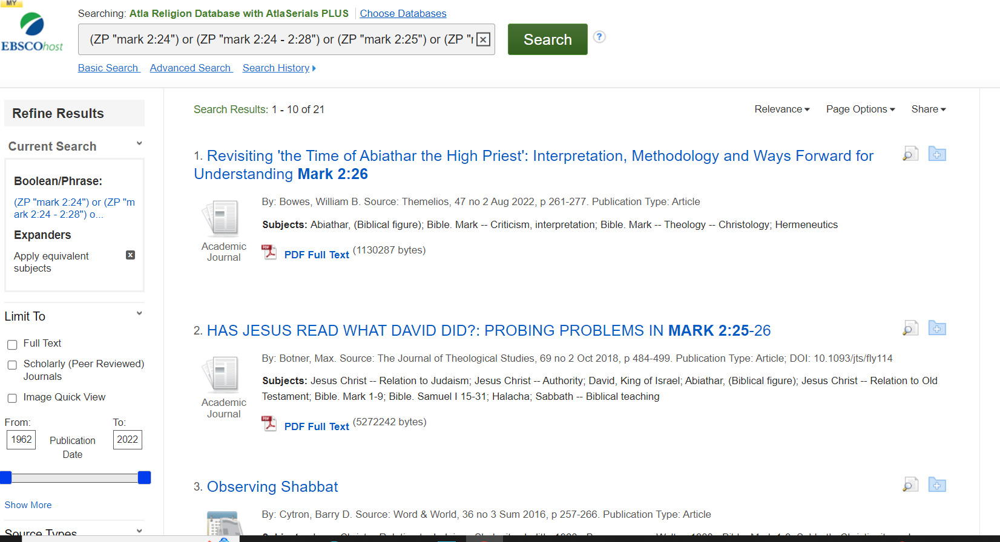 MY
Searching: Atla Religion Database with AtlaSerials PLUS Choose Databases
EBSCOhost
(ZP "mark 2:24") or (ZP "mark 2:24 - 2:28") or (ZP "mark 2:25") or (ZP "
Search
?
Basic Search Advanced Search Search History
Refine Results
Current Search
Boolean/Phrase:
(ZP "mark 2:24") or (ZP "m
ark 2:24 - 2:28") o...
Expanders
Apply equivalent
subjects
Limit To
Full Text
Scholarly (Peer Reviewed)
Journals
Image Quick View
From: To:
1962 Publication 2022
Date
Show More
Source Types
Search Results: 1 - 10 of 21
Relevance Page Options Share
1. Revisiting 'the Time of Abiathar the High Priest': Interpretation, Methodology and Ways Forward for
Understanding Mark 2:26
By: Bowes, William B. Source: Themelios, 47 no 2 Aug 2022, p 261-277. Publication Type: Article
Subjects: Abiathar, (Biblical figure); Bible. Mark -- Criticism, interpretation; Bible. Mark -- Theology -- Christology; Hermeneutics
Academic
Journal
PDF Full Text (1130287 bytes)
2. HAS JESUS READ WHAT DAVID DID?: PROBING PROBLEMS IN MARK 2:25-26
By: Botner, Max. Source: The Journal of Theological Studies, 69 no 2 Oct 2018, p 484-499. Publication Type: Article; DOI: 10.1093/jts/fly114
Subjects: Jesus Christ -- Relation to Judaism; Jesus Christ -- Authority; David, King of Israel; Abiathar, (Biblical figure); Jesus Christ -- Relation to Old
Testament; Bible. Mark 1-9; Bible. Samuel I 15-31; Halacha; Sabbath -- Biblical teaching
Academic
Journal
PDF Full Text (5272242 bytes)
3. Observing Shabbat
By: Cytron, Barry D. Source: Word & World, 36 no 3 Sum 2016, p 257-266. Publication Type: Article